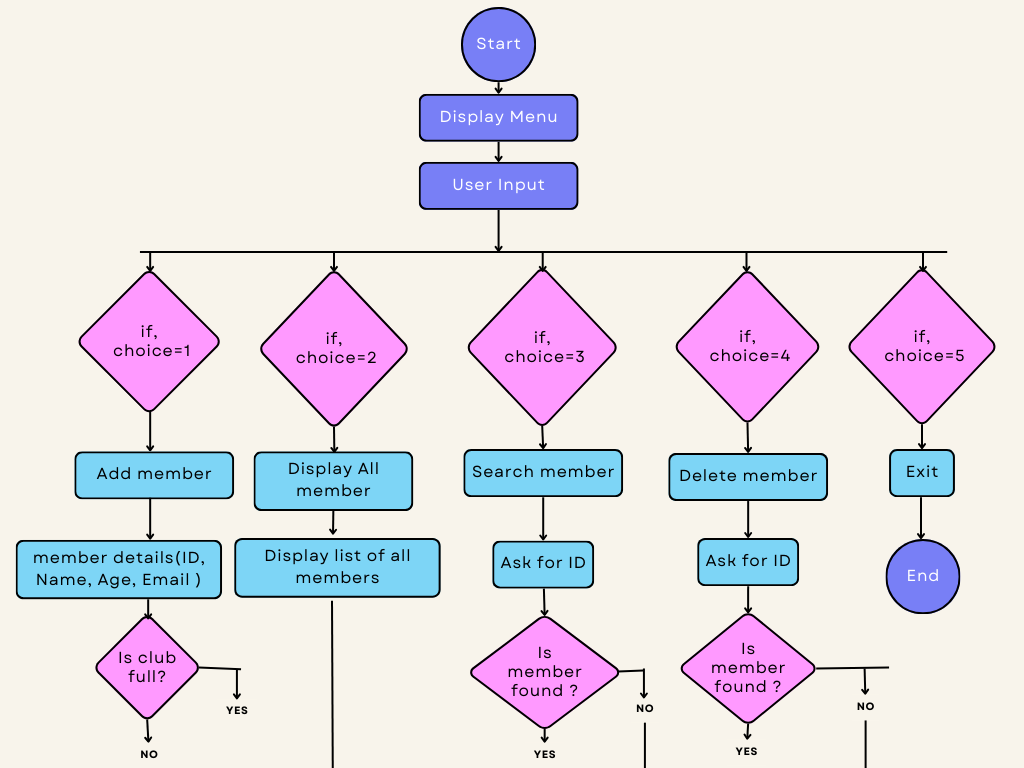 Start
Display Menu
User Input
if,
choice=1
if,
choice=2
if,
choice=3
if,
choice=4
if,
choice=5
Add member
Display All
member
Search member
Delete member
Exit
member details(ID,
Name, Age, Email )
Display list of all
members
Ask for ID
Ask for ID
End
Is club
full?
Is
member
found ?
Is
member
found ?
YES
NO
NO
NO
YES
YES